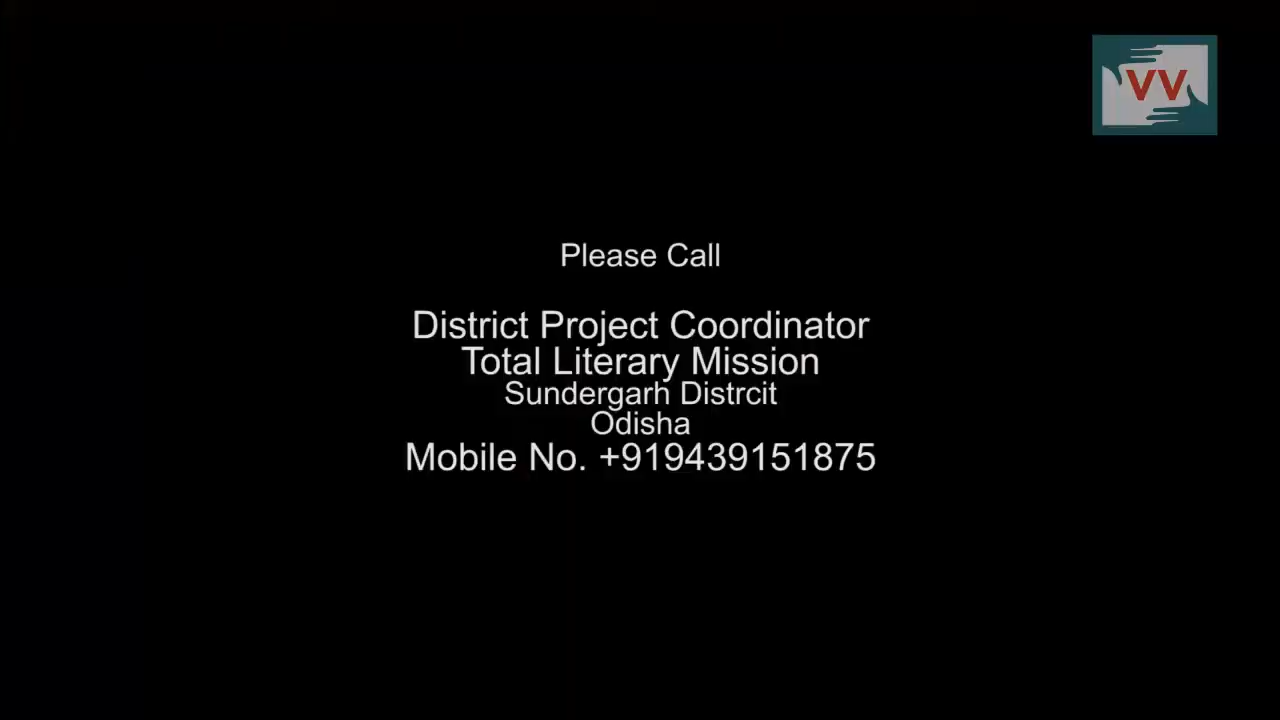 VV
Please Call
District Project Coordinator
Total Literary Mission
Sundergarh Distrcit
Odisha
Mobile No. +919439151875